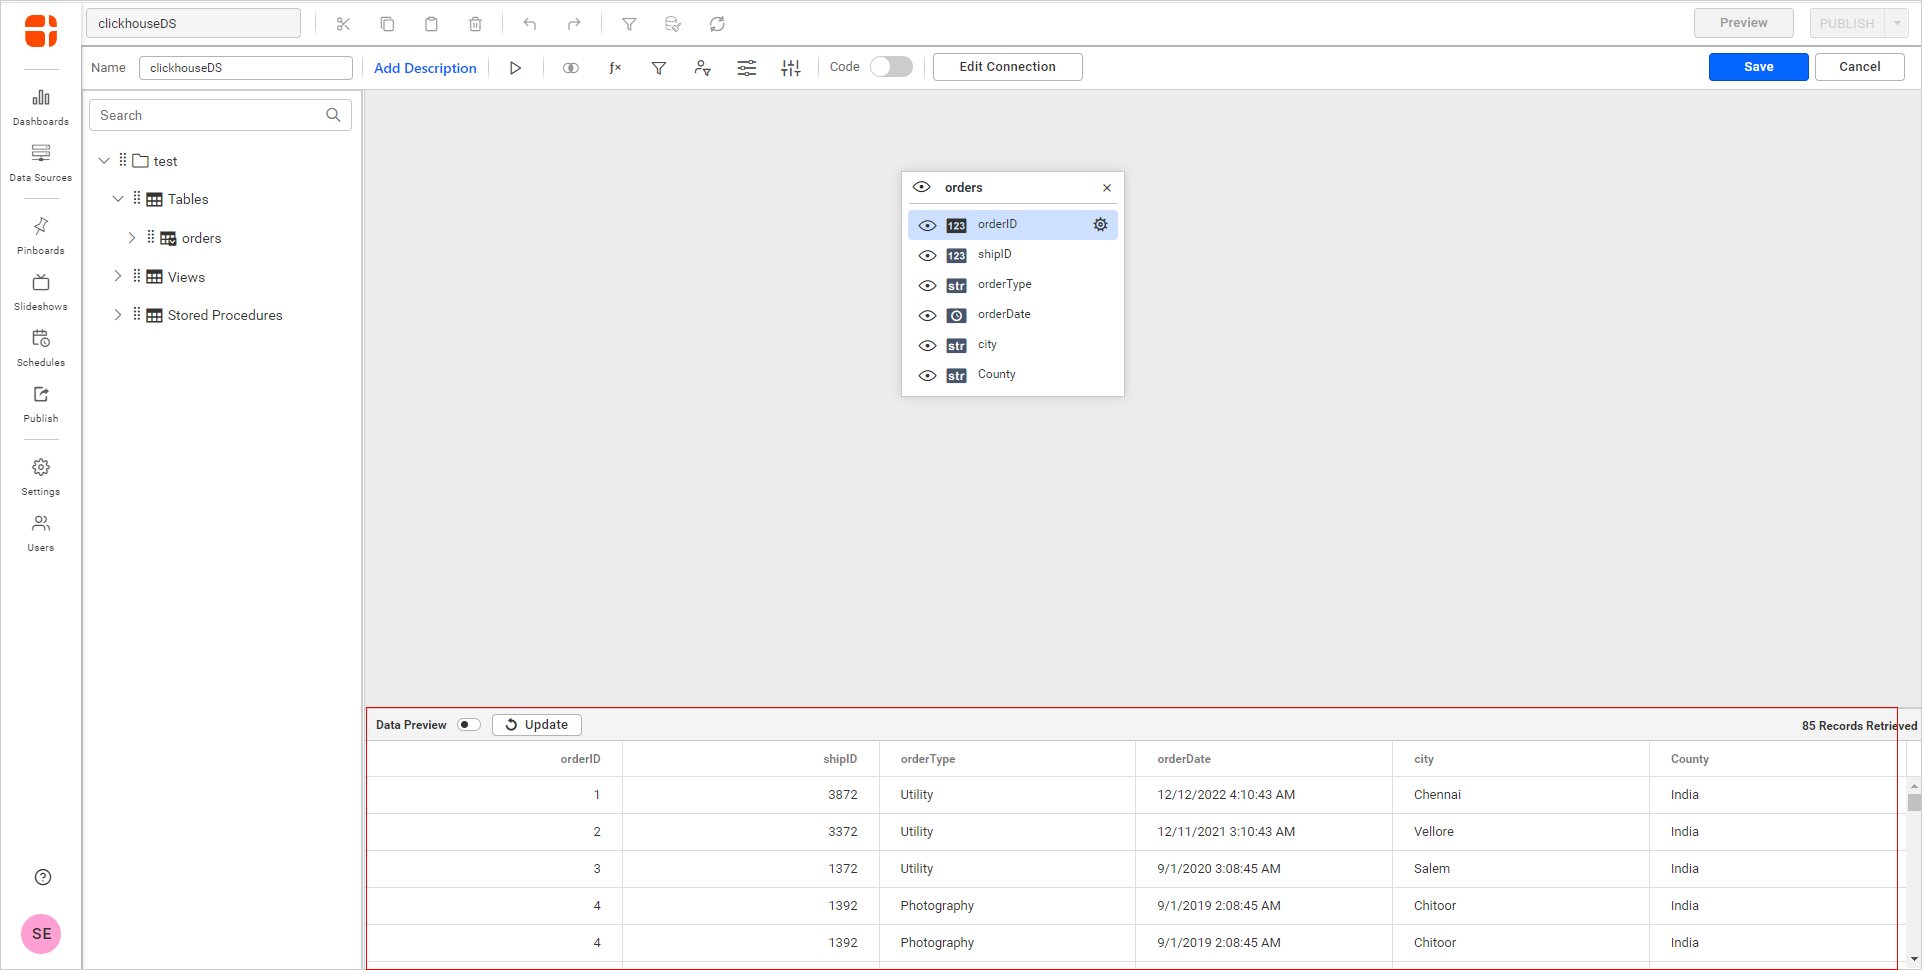 clickhouseDS
Preview
PUBLISH
Name
clickhouseDS
Add Description
Code
Edit Connection
Save
Cancel
Dashboards
Data Sources
Pinboards
Slideshows
Schedules
Publish
Settings
Users
SE
Search
test
Tables
orders
Views
Stored Procedures
orders
123 orderID
123 shipID
str orderType
orderDate
str city
str County
Data Preview
Update
85 Records Retrieved
orderID shipID orderType orderDate city County
1 3872 Utility 12/12/2022 4:10:43 AM Chennai India
2 3372 Utility 12/11/2021 3:10:43 AM Vellore India
3 1372 Utility 9/1/2020 3:08:45 AM Salem India
4 1392 Photography 9/1/2019 2:08:45 AM Chitoor India
4 1392 Photography 9/1/2019 2:08:45 AM Chitoor India